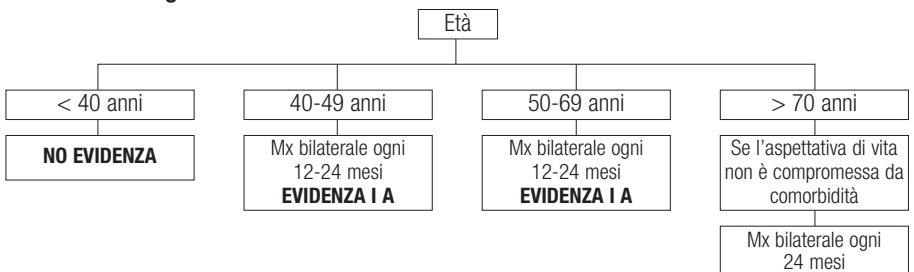 Età
< 40 anni
NO EVIDENZA
40-49 anni
Mx bilaterale ogni
12-24 mesi
EVIDENZA I A
50-69 anni
Mx bilaterale ogni
12-24 mesi
EVIDENZA I A
> 70 anni
Se l'aspettativa di vita
non è compromessa da
comorbidità
Mx bilaterale ogni
24 mesi